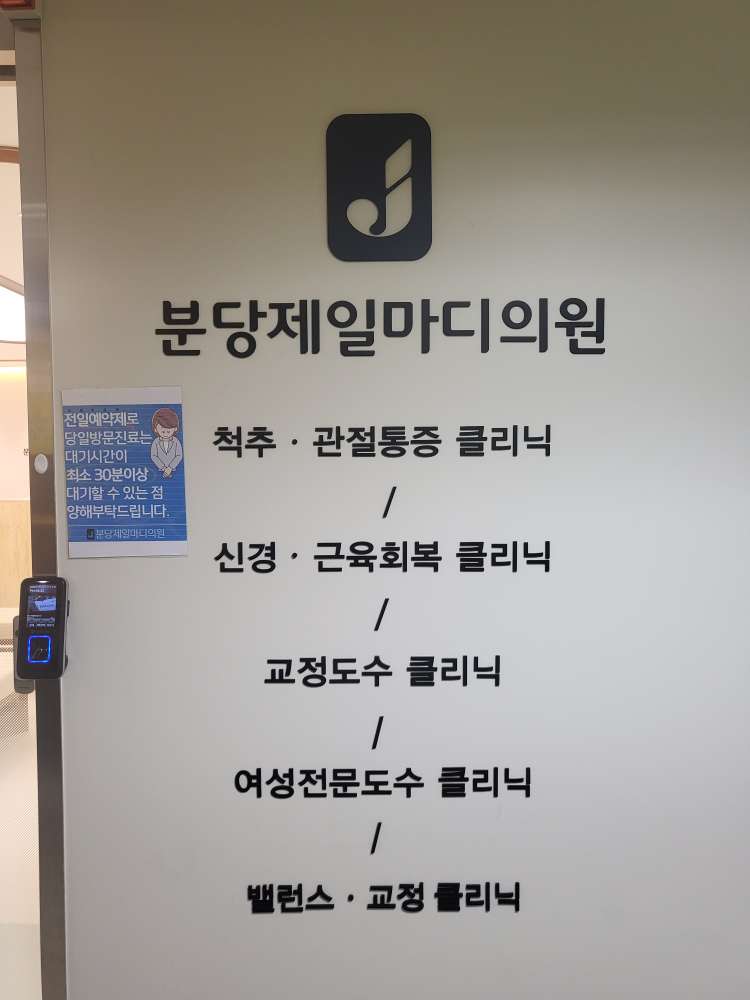 분당제일마디의원
전일예약제로
당일방문진료는
대기시간이
최소 30분이상
대기할 수 있는 점
양해부탁드립니다.
분당제일마디의원
척추 · 관절통증 클리닉
/
신경 · 근육회복 클리닉
/
교정도수 클리닉
/
여성전문도수 클리닉
/
밸런스 · 교정 클리닉